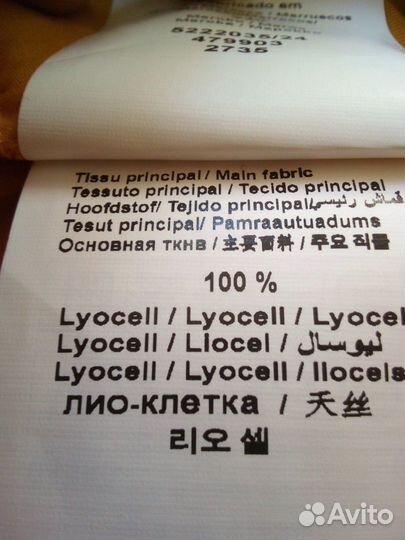 5222035/24
479903
2735
Tissu principal/ Main fabric
Tessuto principal / Tecido principal
Hoofdstof/ Tejido principal/قماش رئيسي
Tesut principal/ Pamraautuadums
Основная ткнв / 主要面料 / 주요 직물
100 %
Lyocell / Lyocell / Lyocel
Lyocell / Liocel / ليوسال
Lyocell / Lyocell / Ilocels
лио-клетка / 天丝
리오 셀
Avito